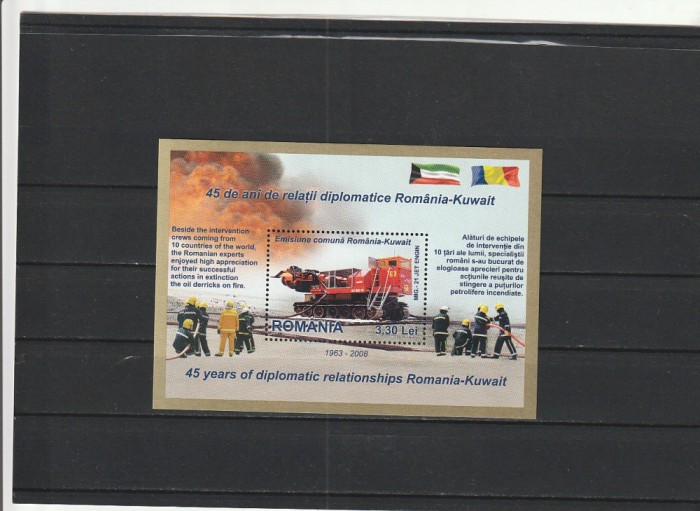 45 de ani de relații diplomatice România-Kuwait
Beside the intervention
crews coming from
10 countries of the world,
the Romanian experts
enjoyed high appreciation
for their successful
actions in extinction
the oil derricks on fire.
Emisiune comună România-Kuwait
MIG - 21 JET ENGIN
ROMANIA
3,30 Lei
Alături de echipele
de intervenție din
10 țări ale lumii, specialiștii
români s-au bucurat de
elogioase aprecieri pentru
acțiunile reușite de
stingere a puțurilor
petrolifere incendiate.
1963 - 2008
45 years of diplomatic relationships Romania-Kuwait